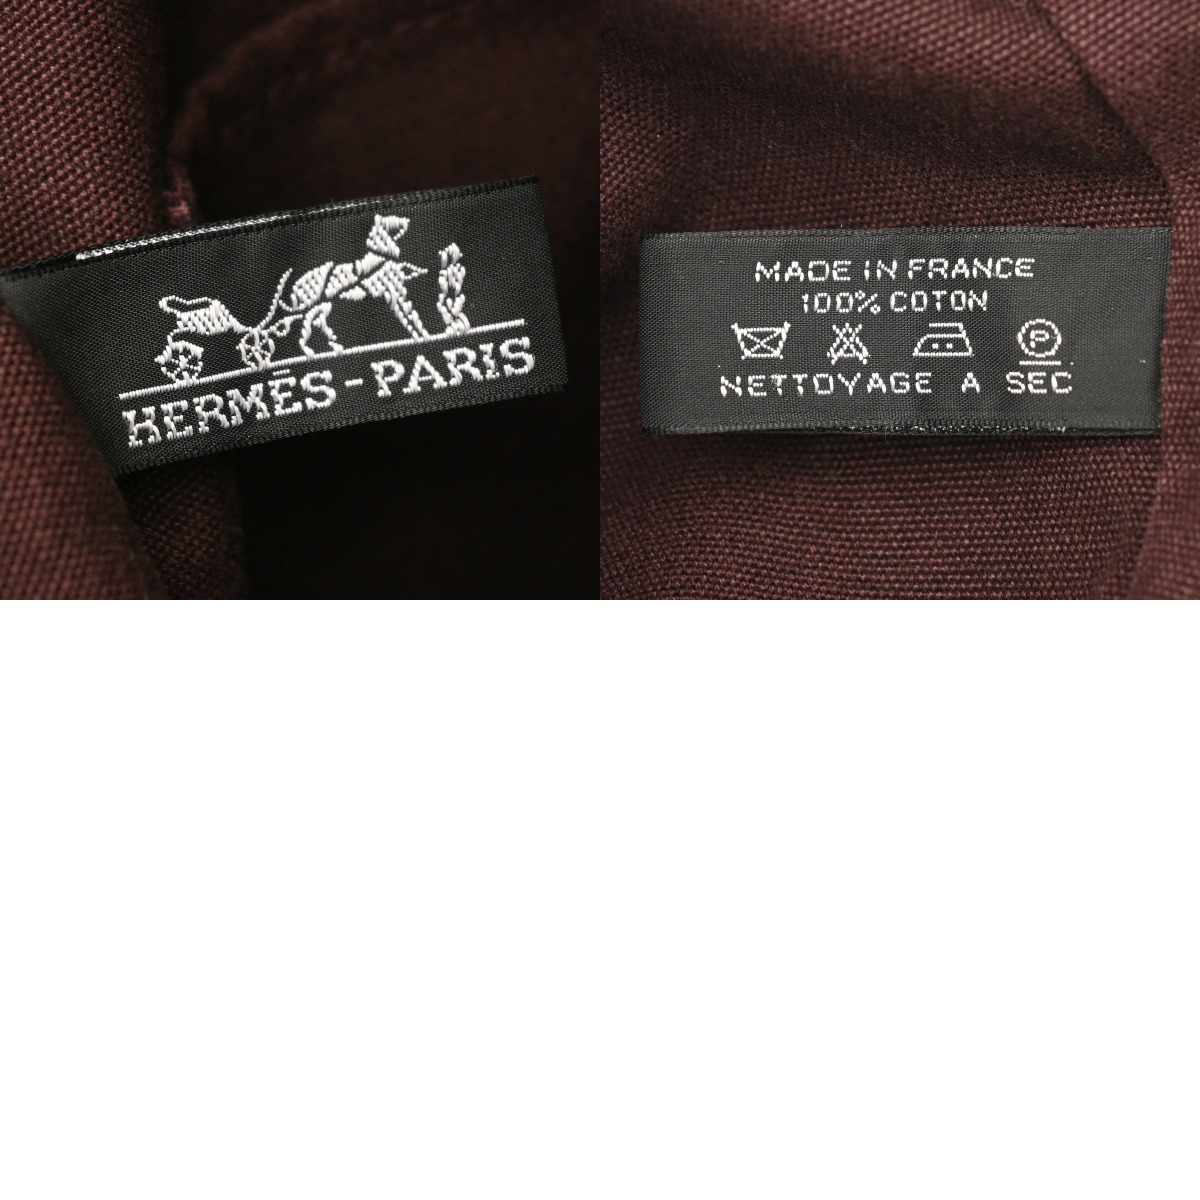 HERMÈS-PARIS
MADE IN FRANCE
100% COTON
P
NETTOYAGE A SEC